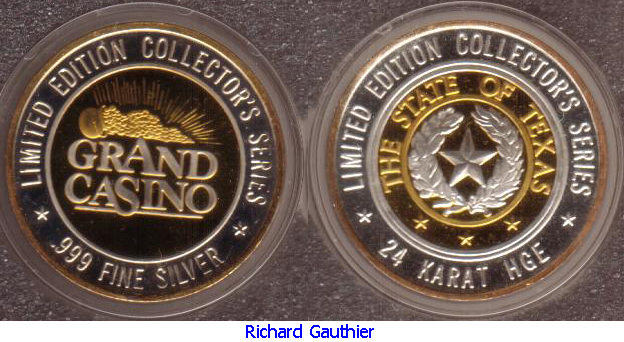 LIMITED EDITION COLLECTOR'S SERIES
GRAND
CASINO
.999 FINE SILVER
LIMITED EDITION COLLECTOR'S SERIES
THE STATE OF TEXAS
24 KARAT HGE
Richard Gauthier